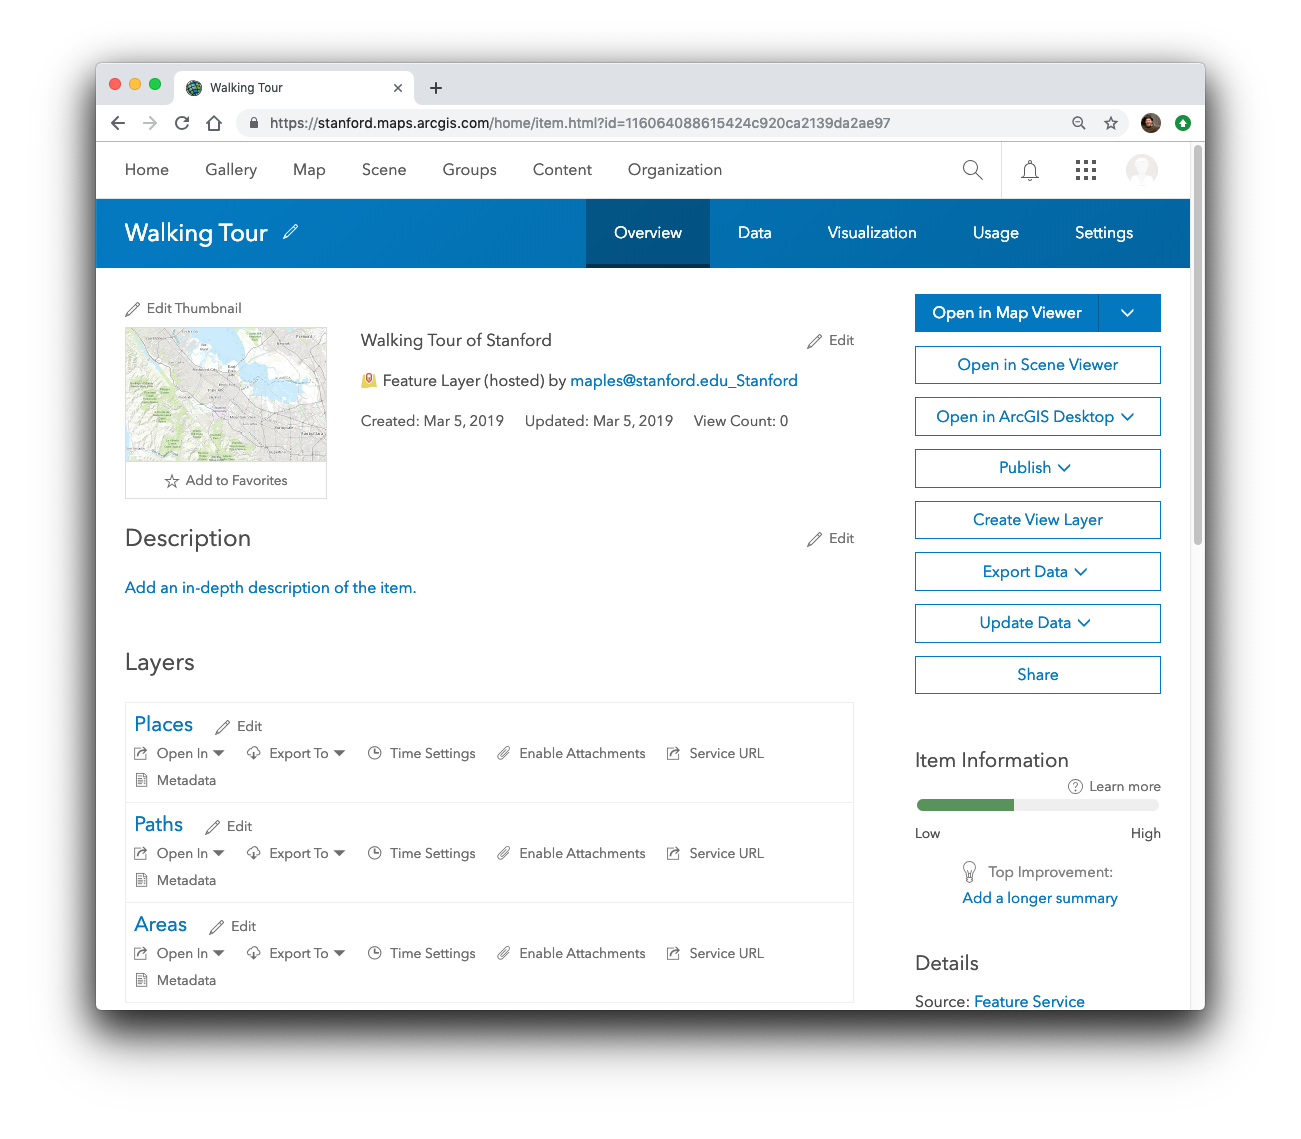 Walking Tour
https://stanford.maps.arcgis.com/home/item.html?id=116064088615424c920ca2139da2ae97
Home Gallery Map Scene Groups Content Organization
Walking Tour Overview Data Visualization Usage Settings
Edit Thumbnail
Add to Favorites
Walking Tour of Stanford Edit
Feature Layer (hosted) by maples@stanford.edu_Stanford
Created: Mar 5, 2019 Updated: Mar 5, 2019 View Count: 0
Description Edit
Add an in-depth description of the item.
Layers
Places Edit
Open In Export To Time Settings Enable Attachments Service URL
Metadata
Paths Edit
Open In Export To Time Settings Enable Attachments Service URL
Metadata
Areas Edit
Open In Export To Time Settings Enable Attachments Service URL
Metadata
Open in Map Viewer
Open in Scene Viewer
Open in ArcGIS Desktop
Publish
Create View Layer
Export Data
Update Data
Share
Item Information
Learn more
Low High
Top Improvement:
Add a longer summary
Details
Source: Feature Service